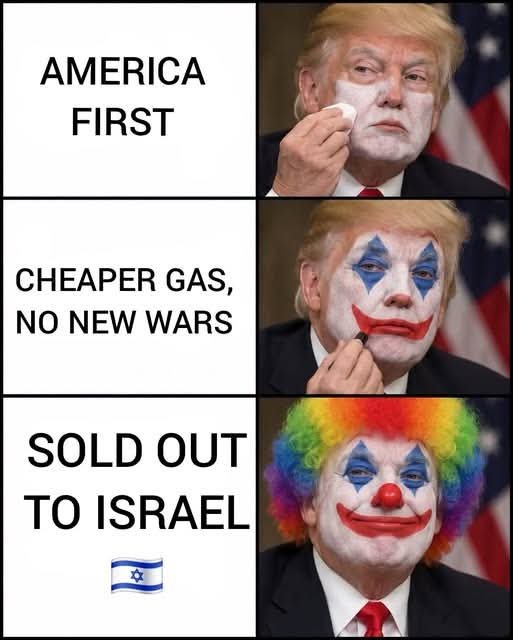 AMERICA
FIRST
CHEAPER GAS,
NO NEW WARS
SOLD OUT
TO ISRAEL
🇮🇱